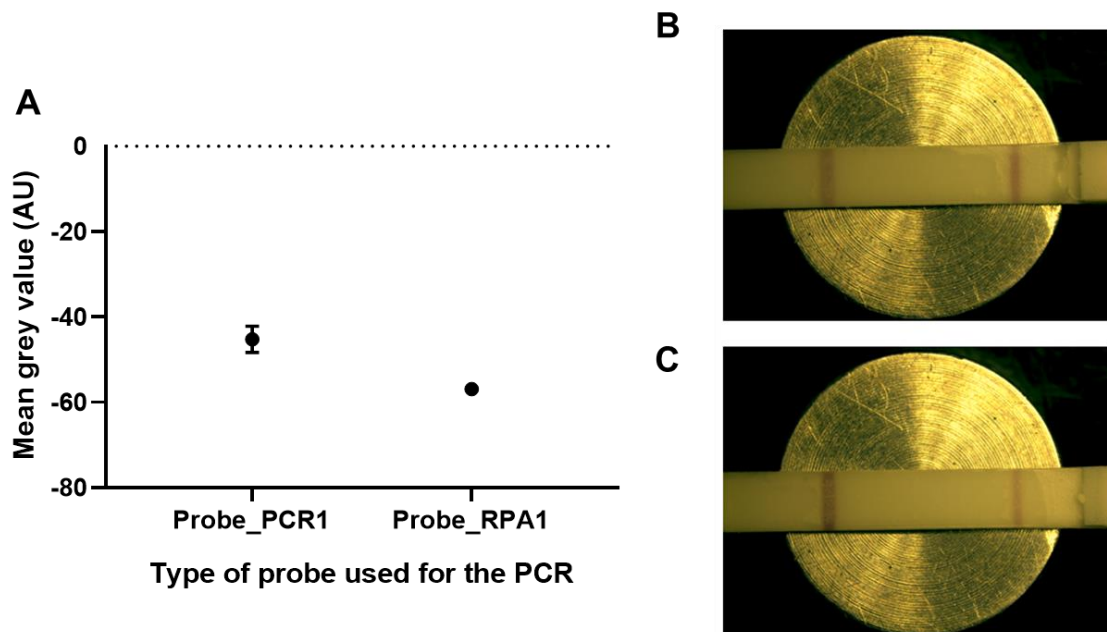 A
Mean grey value (AU)
0
-20
-40
-60
-80
Probe_PCR1
Probe_RPA1
Type of probe used for the PCR
B
C